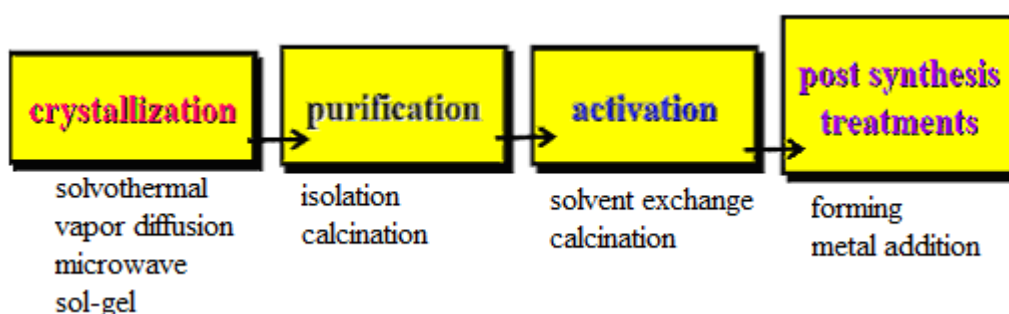 crystallization
solvothermal
vapor diffusion
microwave
sol-gel
purification
isolation
calcination
activation
solvent exchange
calcination
post synthesis
treatments
forming
metal addition